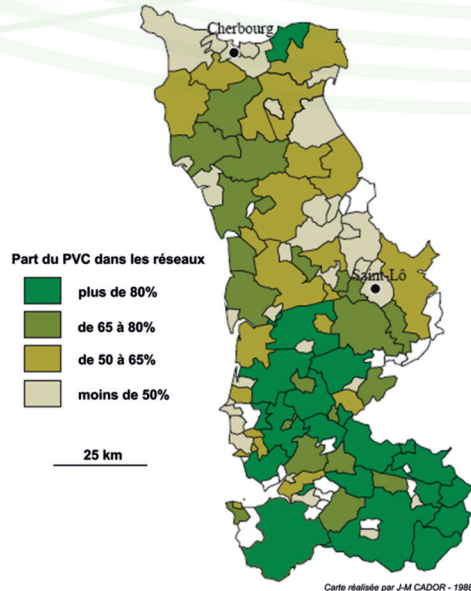 Cherbourg
Part du PVC dans les réseaux
plus de 80%
de 65 à 80%
Saint-Lô
de 50 à 65%
moins de 50%
25 km
Carte réalisée par J-M CADOR - 1988